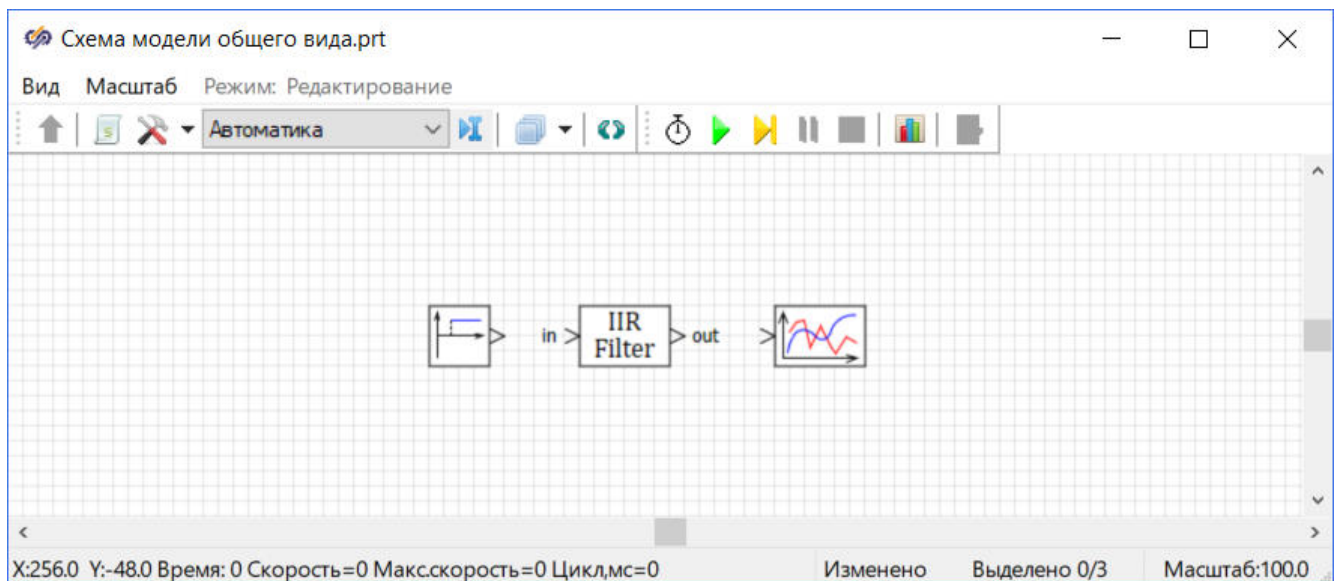 Схема модели общего вида.prt
Вид Масштаб Режим: Редактирование
Автоматика
in IIR Filter out
X:256.0 Y:-48.0 Время: 0 Скорость=0 Макс.скорость=0 Цикл,мс=0 Изменено Выделено 0/3 Масштаб:100.0